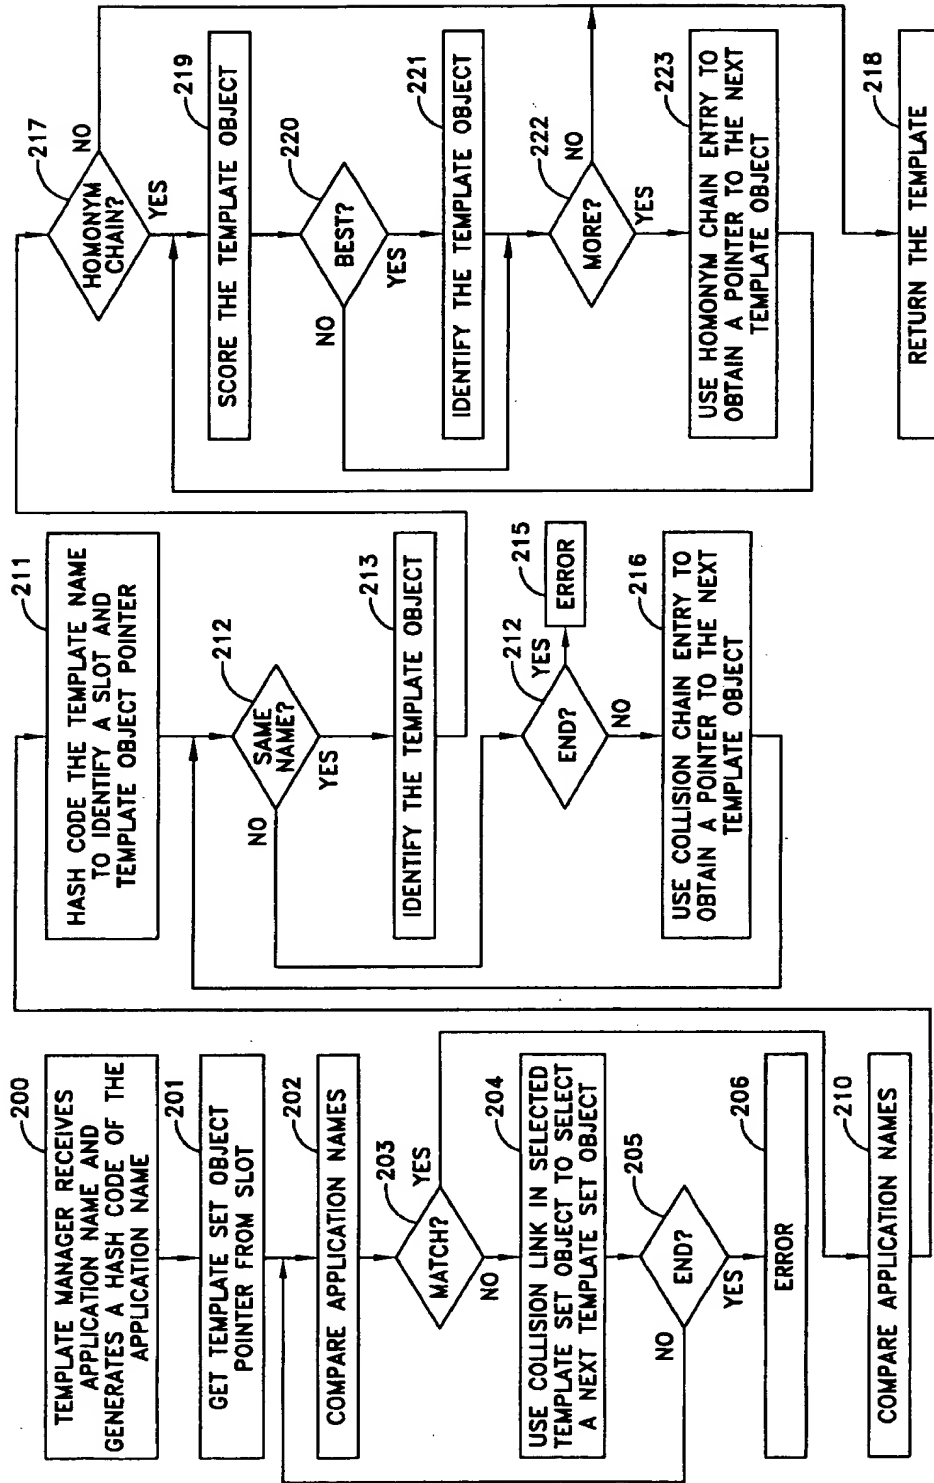 200
TEMPLATE MANAGER RECEIVES
APPLICATION NAME AND
GENERATES A HASH CODE OF THE
APPLICATION NAME
201
GET TEMPLATE SET OBJECT
POINTER FROM SLOT
202
COMPARE APPLICATION NAMES
203
MATCH?
YES
NO
204
USE COLLISION LINK IN SELECTED
TEMPLATE SET OBJECT TO SELECT
A NEXT TEMPLATE SET OBJECT
205
END?
NO
YES
206
ERROR
210
COMPARE APPLICATION NAMES
211
HASH CODE THE TEMPLATE NAME
TO IDENTIFY A SLOT AND
TEMPLATE OBJECT POINTER
212
SAME
NAME?
NO
YES
213
IDENTIFY THE TEMPLATE OBJECT
212
END?
YES
215
ERROR
NO
216
USE COLLISION CHAIN ENTRY TO
OBTAIN A POINTER TO THE NEXT
TEMPLATE OBJECT
217
HOMONYM
CHAIN?
NO
YES
219
SCORE THE TEMPLATE OBJECT
220
BEST?
NO
YES
221
IDENTIFY THE TEMPLATE OBJECT
222
MORE?
NO
YES
223
USE HOMONYM CHAIN ENTRY TO
OBTAIN A POINTER TO THE NEXT
TEMPLATE OBJECT
218
RETURN THE TEMPLATE